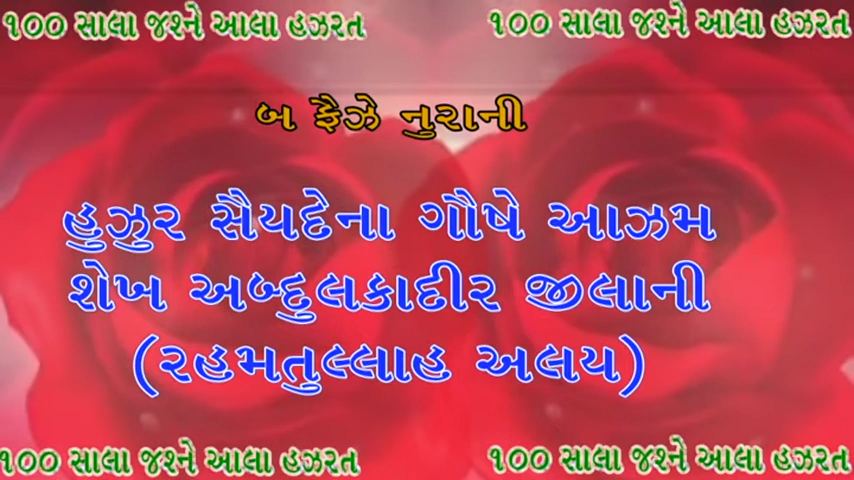 ૧૦૦ સાલા જશ્ને આલા હઝરત
૧૦૦ સાલા જશ્ને આલા હઝરત
બ ફૈઝે નુરાની
હુઝુર સૈયદેના ગૌષે આઝમ
શેખ અબ્દુલકાદીર જીલાની
(રહમતુલ્લાહ અલય)
૧૦૦ સાલા જશ્ને આલા હઝરત
૧૦૦ સાલા જશ્ને આલા હઝરત